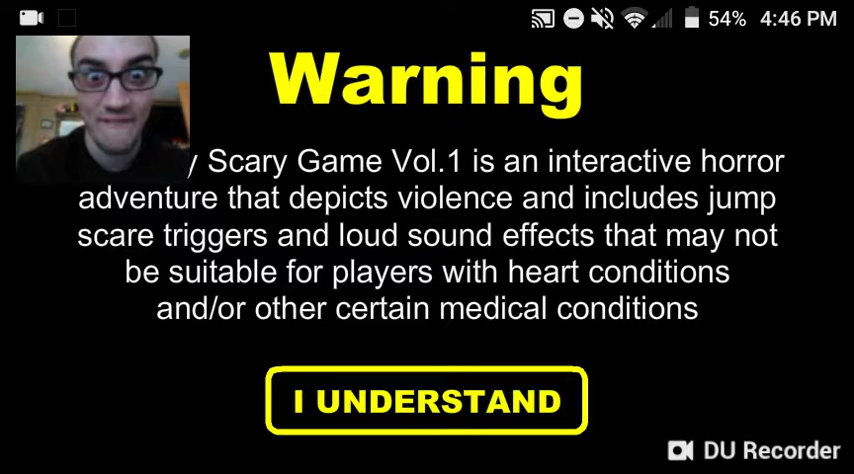 54% 4:46 PM
Warning
y Scary Game Vol.1 is an interactive horror
adventure that depicts violence and includes jump
scare triggers and loud sound effects that may not
be suitable for players with heart conditions
and/or other certain medical conditions
I UNDERSTAND
DU Recorder